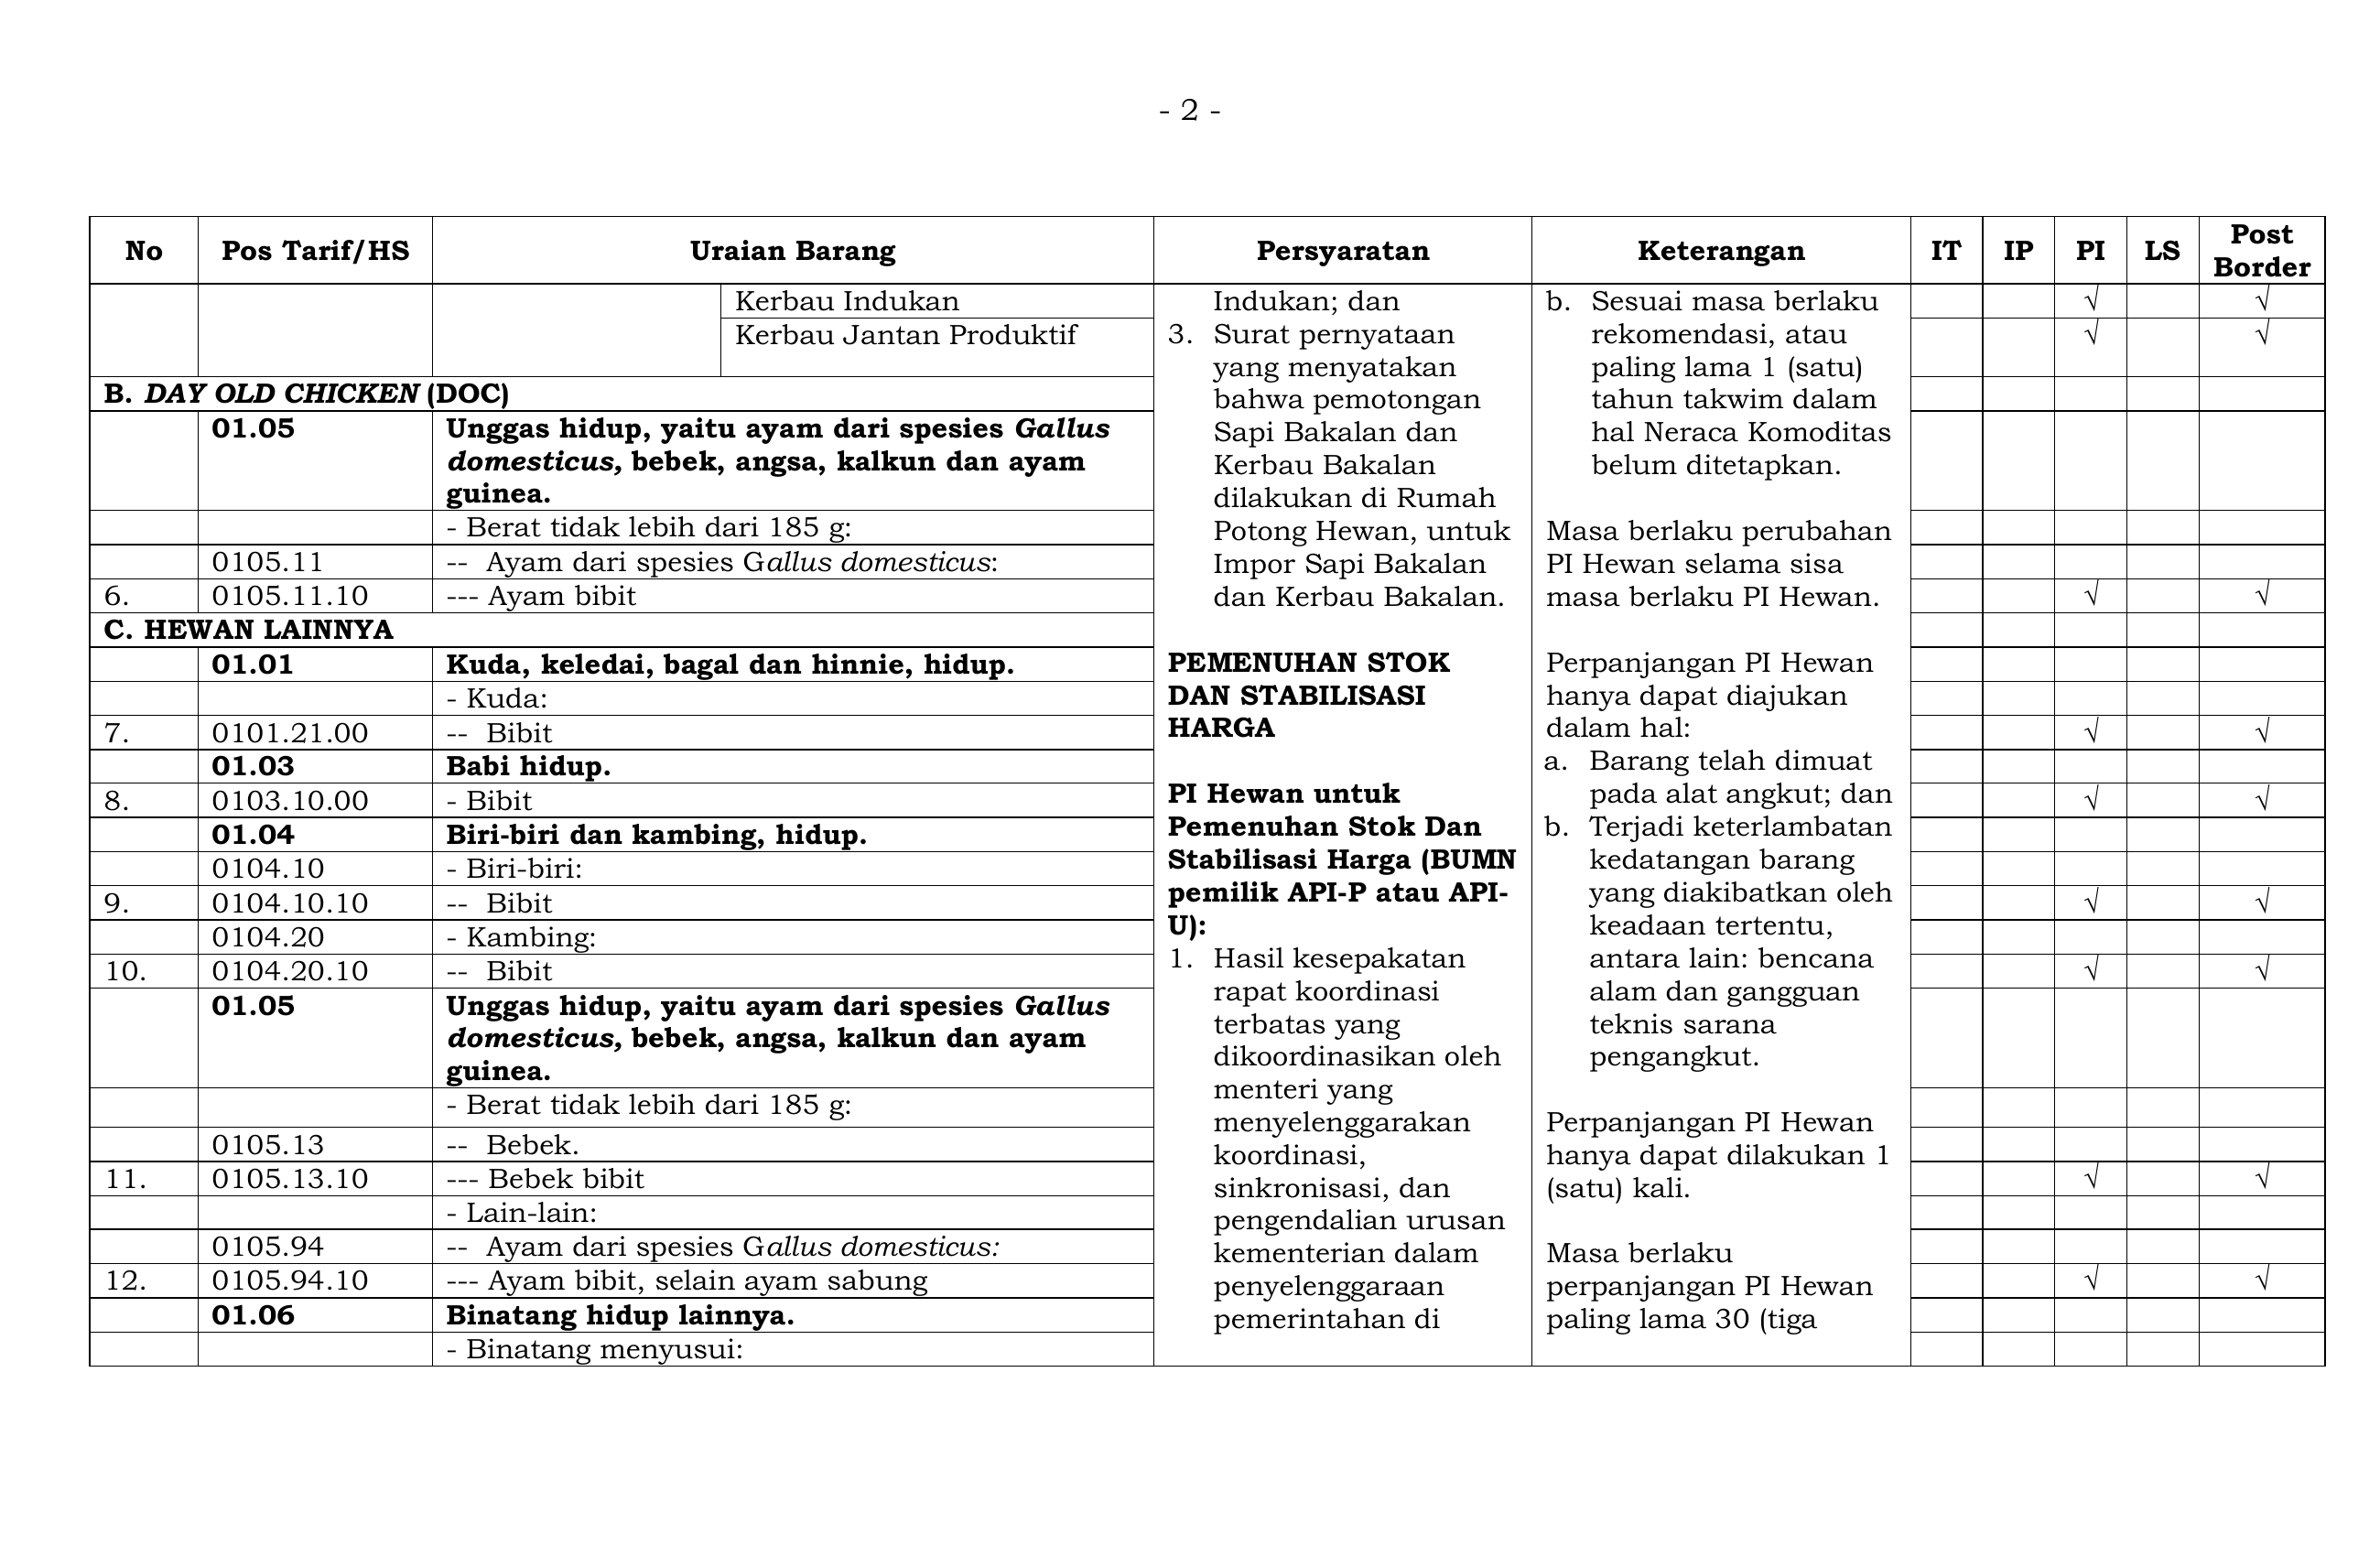 - 2 -
No Pos Tarif/HS Uraian Barang Persyaratan Keterangan IT IP PI LS Post Border
Kerbau Indukan √ √
Kerbau Jantan Produktif √ √
B. DAY OLD CHICKEN (DOC)
01.05 Unggas hidup, yaitu ayam dari spesies Gallus
domesticus, bebek, angsa, kalkun dan ayam
guinea.
- Berat tidak lebih dari 185 g:
0105.11 -- Ayam dari spesies Gallus domesticus:
6. 0105.11.10 --- Ayam bibit √ √
C. HEWAN LAINNYA
01.01 Kuda, keledai, bagal dan hinnie, hidup.
- Kuda:
7. 0101.21.00 -- Bibit √ √
01.03 Babi hidup.
8. 0103.10.00 - Bibit √ √
01.04 Biri-biri dan kambing, hidup.
0104.10 - Biri-biri:
9. 0104.10.10 -- Bibit √ √
0104.20 - Kambing:
10. 0104.20.10 -- Bibit √ √
01.05 Unggas hidup, yaitu ayam dari spesies Gallus
domesticus, bebek, angsa, kalkun dan ayam
guinea.
- Berat tidak lebih dari 185 g:
0105.13 -- Bebek.
11. 0105.13.10 --- Bebek bibit √ √
- Lain-lain:
0105.94 -- Ayam dari spesies Gallus domesticus:
12. 0105.94.10 --- Ayam bibit, selain ayam sabung √ √
01.06 Binatang hidup lainnya.
- Binatang menyusui:
Indukan; dan
3. Surat pernyataan
yang menyatakan
bahwa pemotongan
Sapi Bakalan dan
Kerbau Bakalan
dilakukan di Rumah
Potong Hewan, untuk
Impor Sapi Bakalan
dan Kerbau Bakalan.
PEMENUHAN STOK
DAN STABILISASI
HARGA
PI Hewan untuk
Pemenuhan Stok Dan
Stabilisasi Harga (BUMN
pemilik API-P atau API-
U):
1. Hasil kesepakatan
rapat koordinasi
terbatas yang
dikoordinasikan oleh
menteri yang
menyelenggarakan
koordinasi,
sinkronisasi, dan
pengendalian urusan
kementerian dalam
penyelenggaraan
pemerintahan di
b. Sesuai masa berlaku
rekomendasi, atau
paling lama 1 (satu)
tahun takwim dalam
hal Neraca Komoditas
belum ditetapkan.
Masa berlaku perubahan
PI Hewan selama sisa
masa berlaku PI Hewan.
Perpanjangan PI Hewan
hanya dapat diajukan
dalam hal:
a. Barang telah dimuat
pada alat angkut; dan
b. Terjadi keterlambatan
kedatangan barang
yang diakibatkan oleh
keadaan tertentu,
antara lain: bencana
alam dan gangguan
teknis sarana
pengangkut.
Perpanjangan PI Hewan
hanya dapat dilakukan 1
(satu) kali.
Masa berlaku
perpanjangan PI Hewan
paling lama 30 (tiga